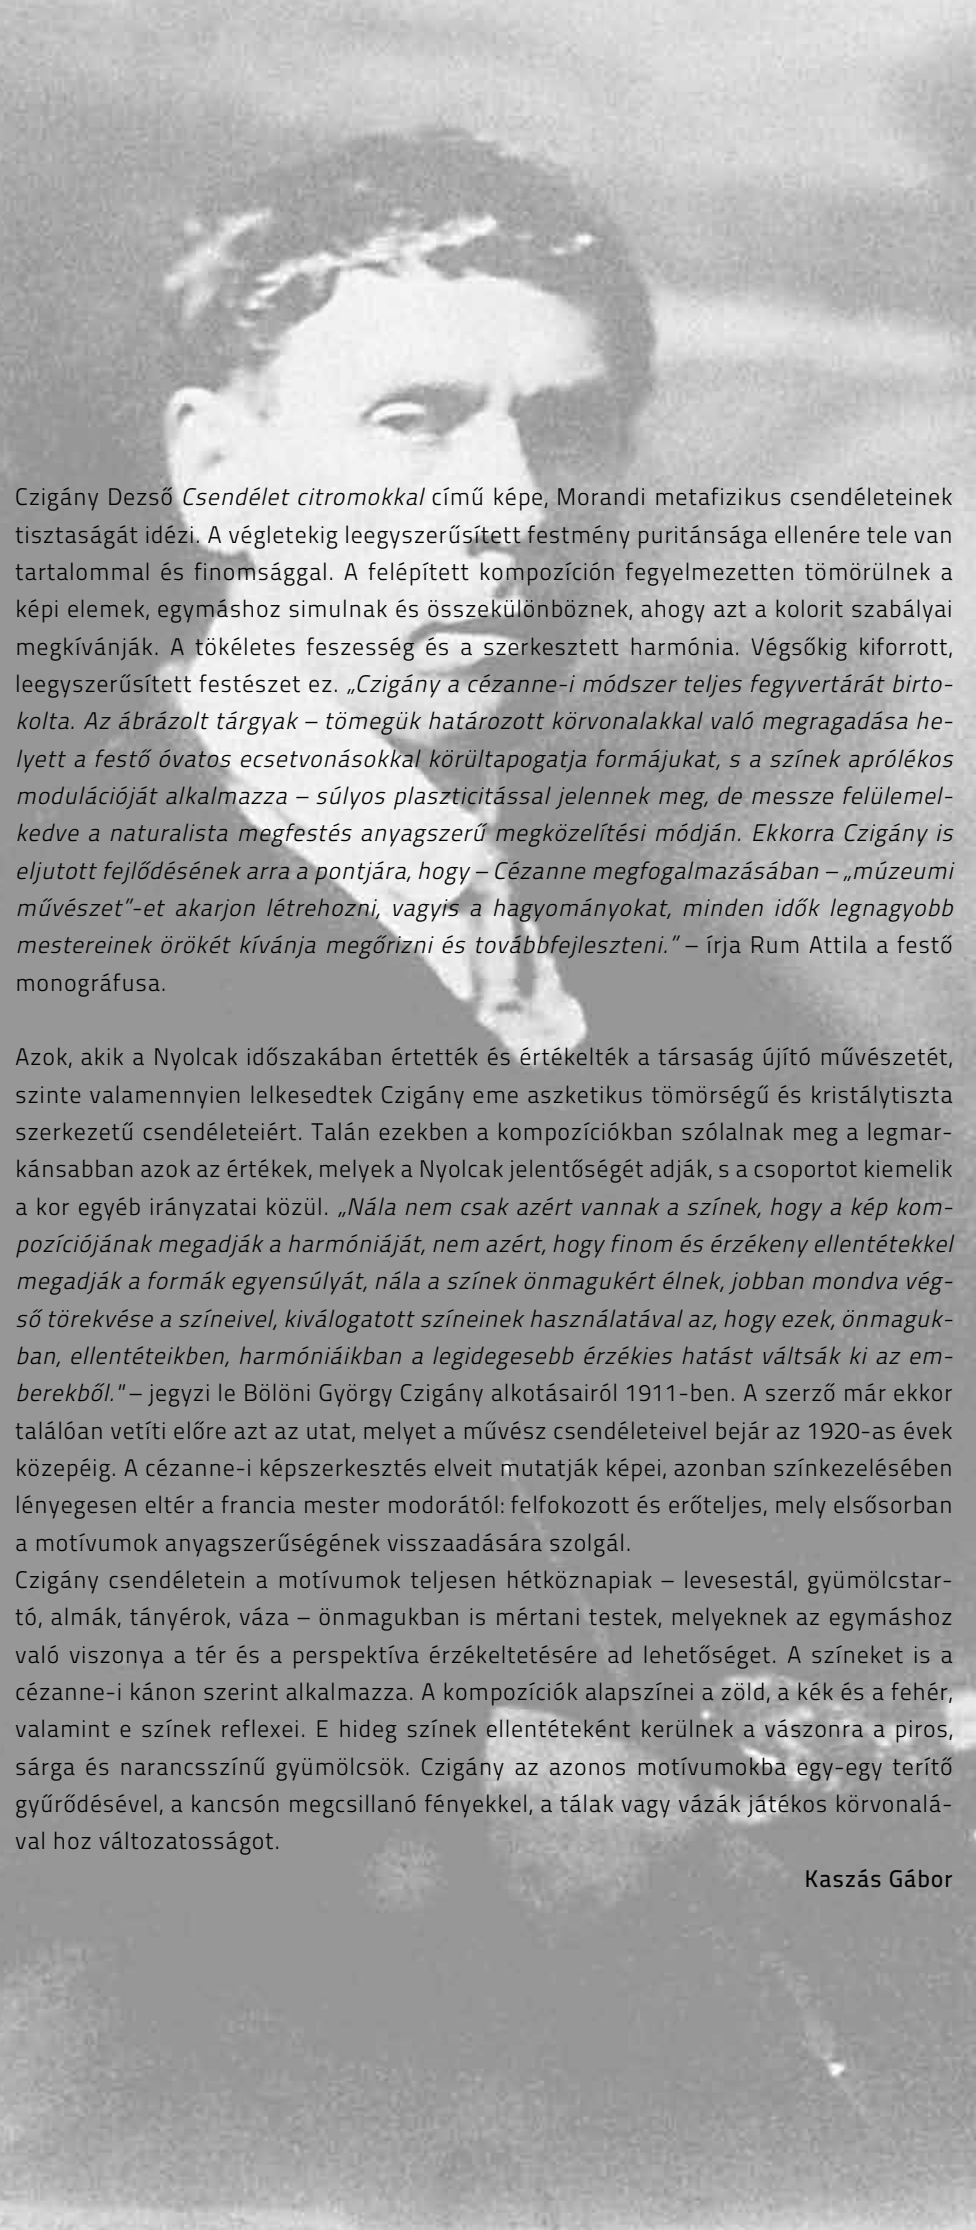 Czigány Dezső Csendélet citromokkal című képe, Morandi metafizikus csendéleteinek
tisztaságát idézi. A végletekig leegyszerűsített festmény puritánsága ellenére tele van
tartalommal és finomsággal. A felépített kompozíción fegyelmezetten tömörülnek a
képi elemek, egymáshoz simulnak és összekülönböznek, ahogy azt a kolorit szabályai
megkívánják. A tökéletes feszesség és a szerkesztett harmónia. Végsőkig kiforrott,
leegyszerűsített festészet ez. „Czigány a cézanne-i módszer teljes fegyvertárát birto-
kolta. Az ábrázolt tárgyak – tömegük határozott körvonalakkal való megragadása he-
lyett a festő óvatos ecsetvonásokkal körültapogatja formájukat, s a színek aprólékos
modulációját alkalmazza – súlyos plaszticitással jelennek meg, de messze felülemel-
kedve a naturalista megfestés anyagszerű megközelítési módján. Ekkorra Czigány is
eljutott fejlődésének arra a pontjára, hogy – Cézanne megfogalmazásában – „múzeumi
művészet”-et akarjon létrehozni, vagyis a hagyományokat, minden idők legnagyobb
mestereinek örökét kívánja megőrizni és továbbfejleszteni.” – írja Rum Attila a festő
monográfusa.
Azok, akik a Nyolcak időszakában értették és értékelték a társaság újító művészetét,
szinte valamennyien lelkesedtek Czigány eme aszketikus tömörségű és kristálytiszta
szerkezetű csendéleteiért. Talán ezekben a kompozíciókban szólalnak meg a legmar-
kánsabban azok az értékek, melyek a Nyolcak jelentőségét adják, s a csoportot kiemelik
a kor egyéb irányzatai közül. „Nála nem csak azért vannak a színek, hogy a kép kom-
pozíciójának megadják a harmóniáját, nem azért, hogy finom és érzékeny ellentétekkel
megadják a formák egyensúlyát, nála a színek önmagukért élnek, jobban mondva vég-
ső törekvése a színeivel, kiválogatott színeinek használatával az, hogy ezek, önmaguk-
ban, ellentéteikben, harmóniáikban a legidegesebb érzékies hatást váltsák ki az em-
berekből." – jegyzi le Bölöni György Czigány alkotásairól 1911-ben. A szerző már ekkor
találóan vetíti előre azt az utat, melyet a művész csendéleteivel bejár az 1920-as évek
közepéig. A cézanne-i képszerkesztés elveit mutatják képei, azonban színkezelésében
lényegesen eltér a francia mester modorától: felfokozott és erőteljes, mely elsősorban
a motívumok anyagszerűségének visszaadására szolgál.
Czigány csendéletein a motívumok teljesen hétköznapiak – levesestál, gyümölcstar-
tó, almák, tányérok, váza – önmagukban is mértani testek, melyeknek az egymáshoz
való viszonya a tér és a perspektíva érzékeltetésére ad lehetőséget. A színeket is a
cézanne-i kánon szerint alkalmazza. A kompozíciók alapszínei a zöld, a kék és a fehér,
valamint e színek reflexei. E hideg színek ellentéteként kerülnek a vászonra a piros,
sárga és narancsszínű gyümölcsök. Czigány az azonos motívumokba egy-egy terítő
gyűrődésével, a kancsón megcsillanó fényekkel, a tálak vagy vázák játékos körvonalá-
val hoz változatosságot.
Kaszás Gábor